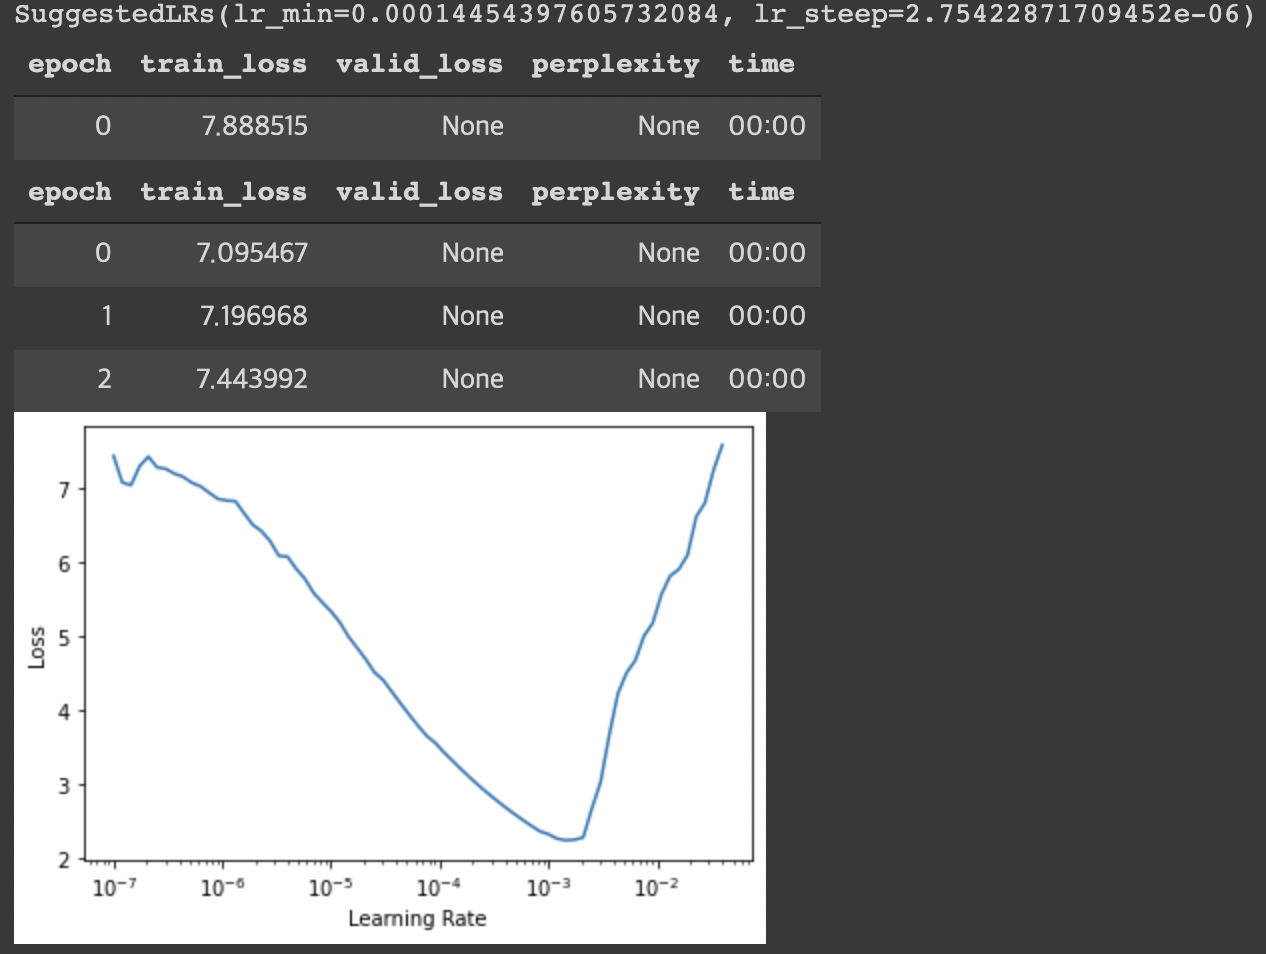 SuggestedLRs(lr_min=0.00014454397605732084, lr_steep=2.75422871709452e-06)
epoch train_loss valid_loss perplexity time
0 7.888515 None None 00:00
epoch train_loss valid_loss perplexity time
0 7.095467 None None 00:00
1 7.196968 None None 00:00
2 7.443992 None None 00:00
7
6
5
4
3
2
Loss
10⁻⁷ 10⁻⁶ 10⁻⁵ 10⁻⁴ 10⁻³ 10⁻²
Learning Rate